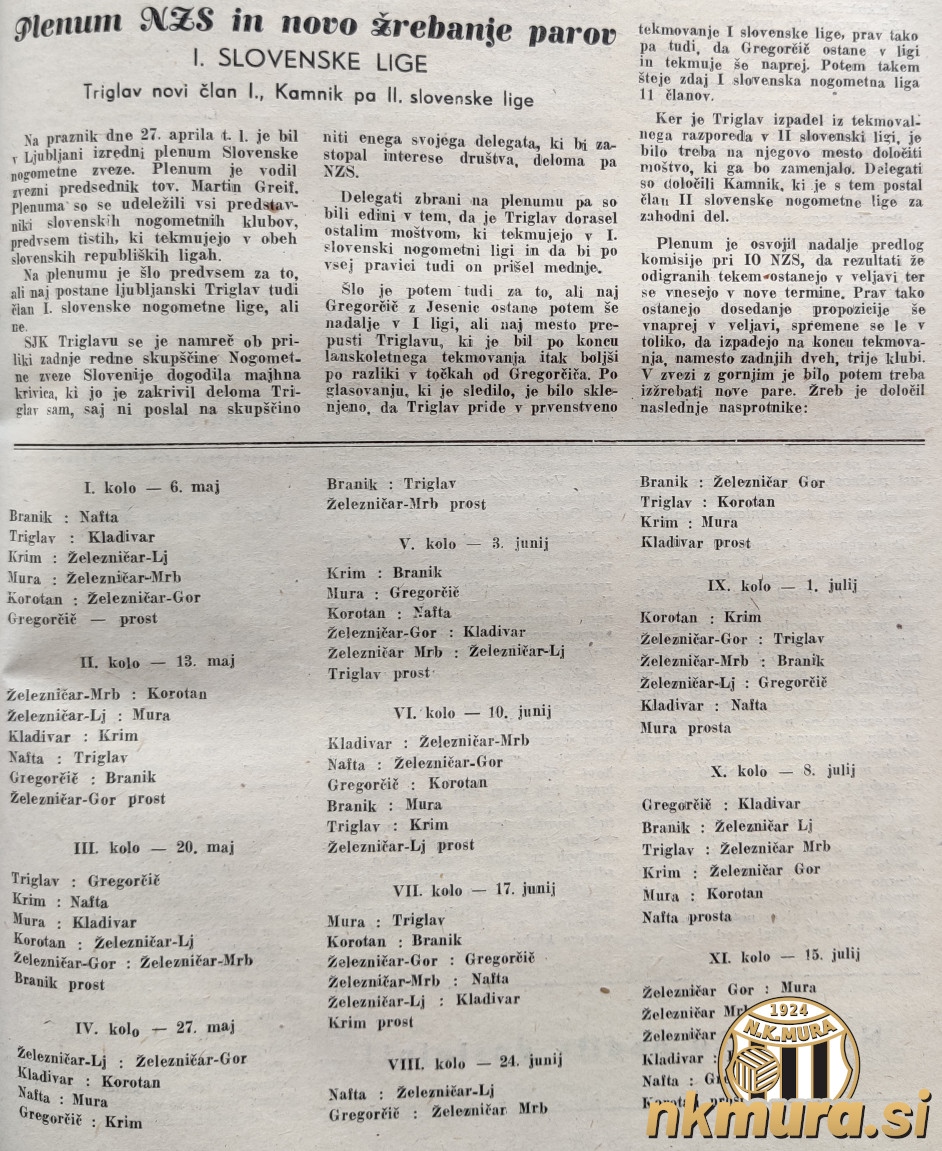 Plenum NZS in novo žrebanje parov
I. SLOVENSKE LIGE
Triglav novi član I., Kamnik pa II. slovenske lige
Na praznik dne 27. aprila t. l. je bil
v Ljubljani izredni plenum Slovenske
nogometne zveze. Plenum je vodil
zvezni predsednik tov. Martin Greif.
Plenuma so se udeležili vsi predstav-
niki slovenskih nogometnih klubov,
predvsem tistih, ki tekmujejo v obeh
slovenskih republiških ligah.
Na plenumu je šlo predvsem za to,
ali naj postane ljubljanski Triglav tudi
član I. slovenske nogometne lige, ali
ne.
SJK Triglavu se je namreč ob pri-
liki zadnje redne skupščine Nogomet-
ne zveze Slovenije dogodila majhna
krivica, ki jo je zakrivil deloma Tri-
glav sam, saj ni poslal na skupščino
niti enega svojega delegata, ki bi za-
stopal interese društva, deloma pa
NZS.
Delegati zbrani na plenumu pa so
bili edini v tem, da je Triglav dorasel
ostalim moštvom, ki tekmujejo v I.
slovenski nogometni ligi in da bi po
vsej pravici tudi on prišel mednje.
Šlo je potem tudi za to, ali naj
Gregorčič z Jesenic ostane potem še
nadalje v I ligi, ali naj mesto pre-
pusti Triglavu, ki je bil po koncu
lanskoletnega tekmovanja itak boljši
po razliki v točkah od Gregorčiča. Po
glasovanju, ki je sledilo, je bilo skle-
njeno, da Triglav pride v prvenstveno
tekmovanje I slovenske lige, prav tako
pa tudi, da Gregorčič ostane v ligi
in tekmuje še naprej. Potem takem
šteje zdaj I slovenska nogometna liga
11 članov.
Ker je Triglav izpadel iz tekmoval-
nega razporeda v II slovenski ligi, je
bilo treba na njegovo mesto določiti
moštvo, ki ga bo zamenjalo. Delegati
so določili Kamnik, ki je s tem postal
član II slovenske nogometne lige za
zahodni del.
Plenum je osvojil nadalje predlog
komisije pri IO NZS, da rezultati že
odigranih tekem ostanejo v veljavi ter
se vnesejo v nove termine. Prav tako
ostanejo dosedanje propozicije še
vnaprej v veljavi, spremene se le v
toliko, da izpadejo na koncu tekmova-
nja, namesto zadnjih dveh, trije klubi.
V zvezi z gornjim je bilo potem treba
izžrebati nove pare. Žreb je določil
naslednje nasprotnike:
I. kolo — 6. maj
Branik : Nafta
Triglav : Kladivar
Krim : Železničar-Lj
Mura : Železničar-Mrb
Korotan : Železničar-Gor
Gregorčič — prost
II. kolo — 13. maj
Železničar-Mrb : Korotan
Železničar-Lj : Mura
Kladivar : Krim
Nafta : Triglav
Gregorčič : Branik
Železničar-Gor prost
III. kolo — 20. maj
Triglav : Gregorčič
Krim : Nafta
Mura : Kladivar
Korotan : Železničar-Lj
Železničar-Gor : Železničar-Mrb
Branik prost
IV. kolo — 27. maj
Železničar-Lj : Železničar-Gor
Kladivar : Korotan
Nafta : Mura
Gregorčič : Krim
Branik : Triglav
Železničar-Mrb prost
V. kolo — 3. junij
Krim : Branik
Mura : Gregorčič
Korotan : Nafta
Železničar-Gor : Kladivar
Železničar Mrb : Železničar-Lj
Triglav prost
VI. kolo — 10. junij
Kladivar : Železničar-Mrb
Nafta : Železničar-Gor
Gregorčič : Korotan
Branik : Mura
Triglav : Krim
Železničar-Lj prost
VII. kolo — 17. junij
Mura : Triglav
Korotan : Branik
Železničar-Gor : Gregorčič
Železničar-Mrb : Nafta
Železničar-Lj : Kladivar
Krim prost
VIII. kolo — 24. junij
Nafta : Železničar-Lj
Gregorčič : Železničar Mrb
Branik : Železničar Gor
Triglav : Korotan
Krim : Mura
Kladivar prost
IX. kolo — 1. julij
Korotan : Krim
Železničar-Gor : Triglav
Železničar-Mrb : Branik
Železničar-Lj : Gregorčič
Kladivar : Nafta
Mura prosta
X. kolo — 8. julij
Gregorčič : Kladivar
Branik : Železničar Lj
Triglav : Železničar Mrb
Krim : Železničar Gor
Mura : Korotan
Nafta prosta
XI. kolo — 15. julij
Železničar Gor : Mura
Železničar
Železničar
Kladivar :
Nafta :
1924
N.K.MURA
nkmura.si